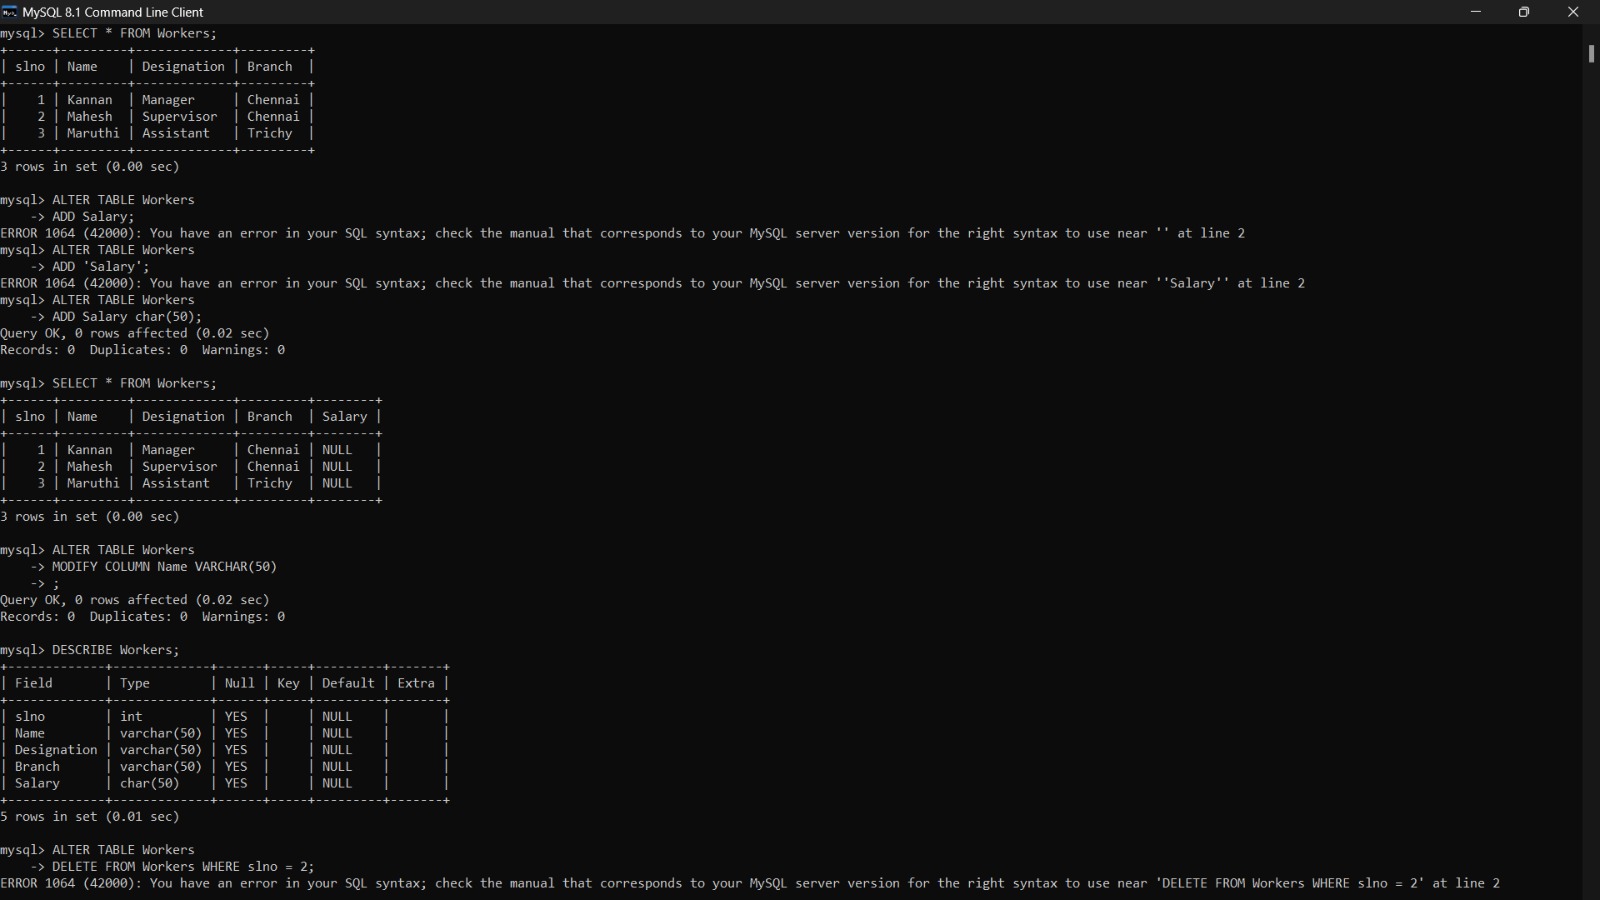 MySQL 8.1 Command Line Client
mysql> SELECT * FROM Workers;
+------+---------+-------------+---------+
| slno | Name    | Designation | Branch  |
+------+---------+-------------+---------+
|    1 | Kannan  | Manager     | Chennai |
|    2 | Mahesh  | Supervisor  | Chennai |
|    3 | Maruthi | Assistant   | Trichy  |
+------+---------+-------------+---------+
3 rows in set (0.00 sec)

mysql> ALTER TABLE Workers
    -> ADD Salary;
ERROR 1064 (42000): You have an error in your SQL syntax; check the manual that corresponds to your MySQL server version for the right syntax to use near '' at line 2
mysql> ALTER TABLE Workers
    -> ADD 'Salary';
ERROR 1064 (42000): You have an error in your SQL syntax; check the manual that corresponds to your MySQL server version for the right syntax to use near ''Salary'' at line 2
mysql> ALTER TABLE Workers
    -> ADD Salary char(50);
Query OK, 0 rows affected (0.02 sec)
Records: 0  Duplicates: 0  Warnings: 0

mysql> SELECT * FROM Workers;
+------+---------+-------------+---------+--------+
| slno | Name    | Designation | Branch  | Salary |
+------+---------+-------------+---------+--------+
|    1 | Kannan  | Manager     | Chennai | NULL   |
|    2 | Mahesh  | Supervisor  | Chennai | NULL   |
|    3 | Maruthi | Assistant   | Trichy  | NULL   |
+------+---------+-------------+---------+--------+
3 rows in set (0.00 sec)

mysql> ALTER TABLE Workers
    -> MODIFY COLUMN Name VARCHAR(50)
    -> ;
Query OK, 0 rows affected (0.02 sec)
Records: 0  Duplicates: 0  Warnings: 0

mysql> DESCRIBE Workers;
+-------------+-------------+------+-----+---------+-------+
| Field       | Type        | Null | Key | Default | Extra |
+-------------+-------------+------+-----+---------+-------+
| slno        | int         | YES  |     | NULL    |       |
| Name        | varchar(50) | YES  |     | NULL    |       |
| Designation | varchar(50) | YES  |     | NULL    |       |
| Branch      | varchar(50) | YES  |     | NULL    |       |
| Salary      | char(50)    | YES  |     | NULL    |       |
+-------------+-------------+------+-----+---------+-------+
5 rows in set (0.01 sec)

mysql> ALTER TABLE Workers
    -> DELETE FROM Workers WHERE slno = 2;
ERROR 1064 (42000): You have an error in your SQL syntax; check the manual that corresponds to your MySQL server version for the right syntax to use near 'DELETE FROM Workers WHERE slno = 2' at line 2